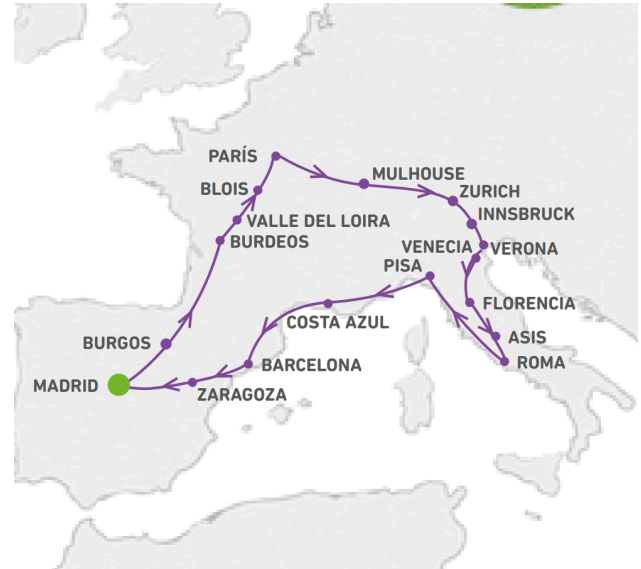 PARÍS
MULHOUSE
BLOIS
ZURICH
VALLE DEL LOIRA
INNSBRUCK
BURDEOS
VENECIA
VERONA
PISA
FLORENCIA
COSTA AZUL
ASIS
BURGOS
ROMA
BARCELONA
MADRID
ZARAGOZA